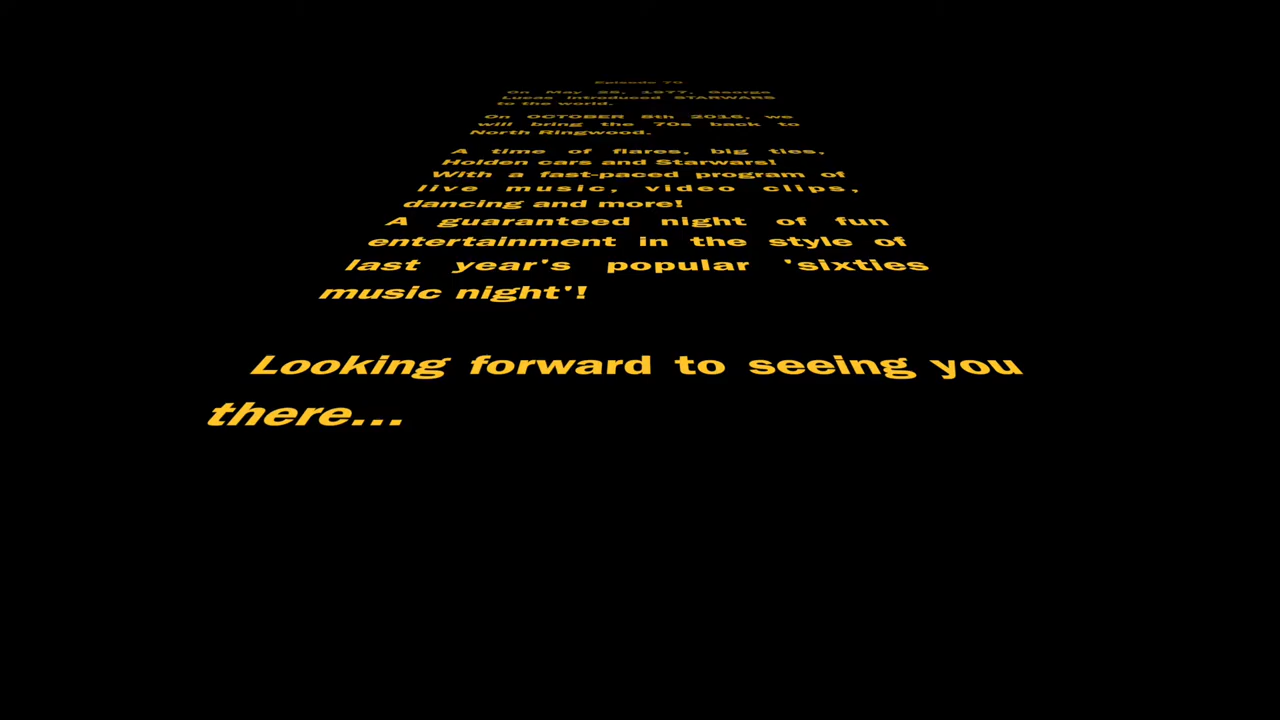 Episode 70
On May 25, 1977, George
Lucas introduced STARWARS
to the world.
On OCTOBER 8th 2016, we
will bring the 70s back to
North Ringwood.
A time of flares, big ties,
Holden cars and Starwars!
With a fast-paced program of
live music, video clips,
dancing and more!
A guaranteed night of fun
entertainment in the style of
last year's popular 'sixties
music night'!
Looking forward to seeing you
there...